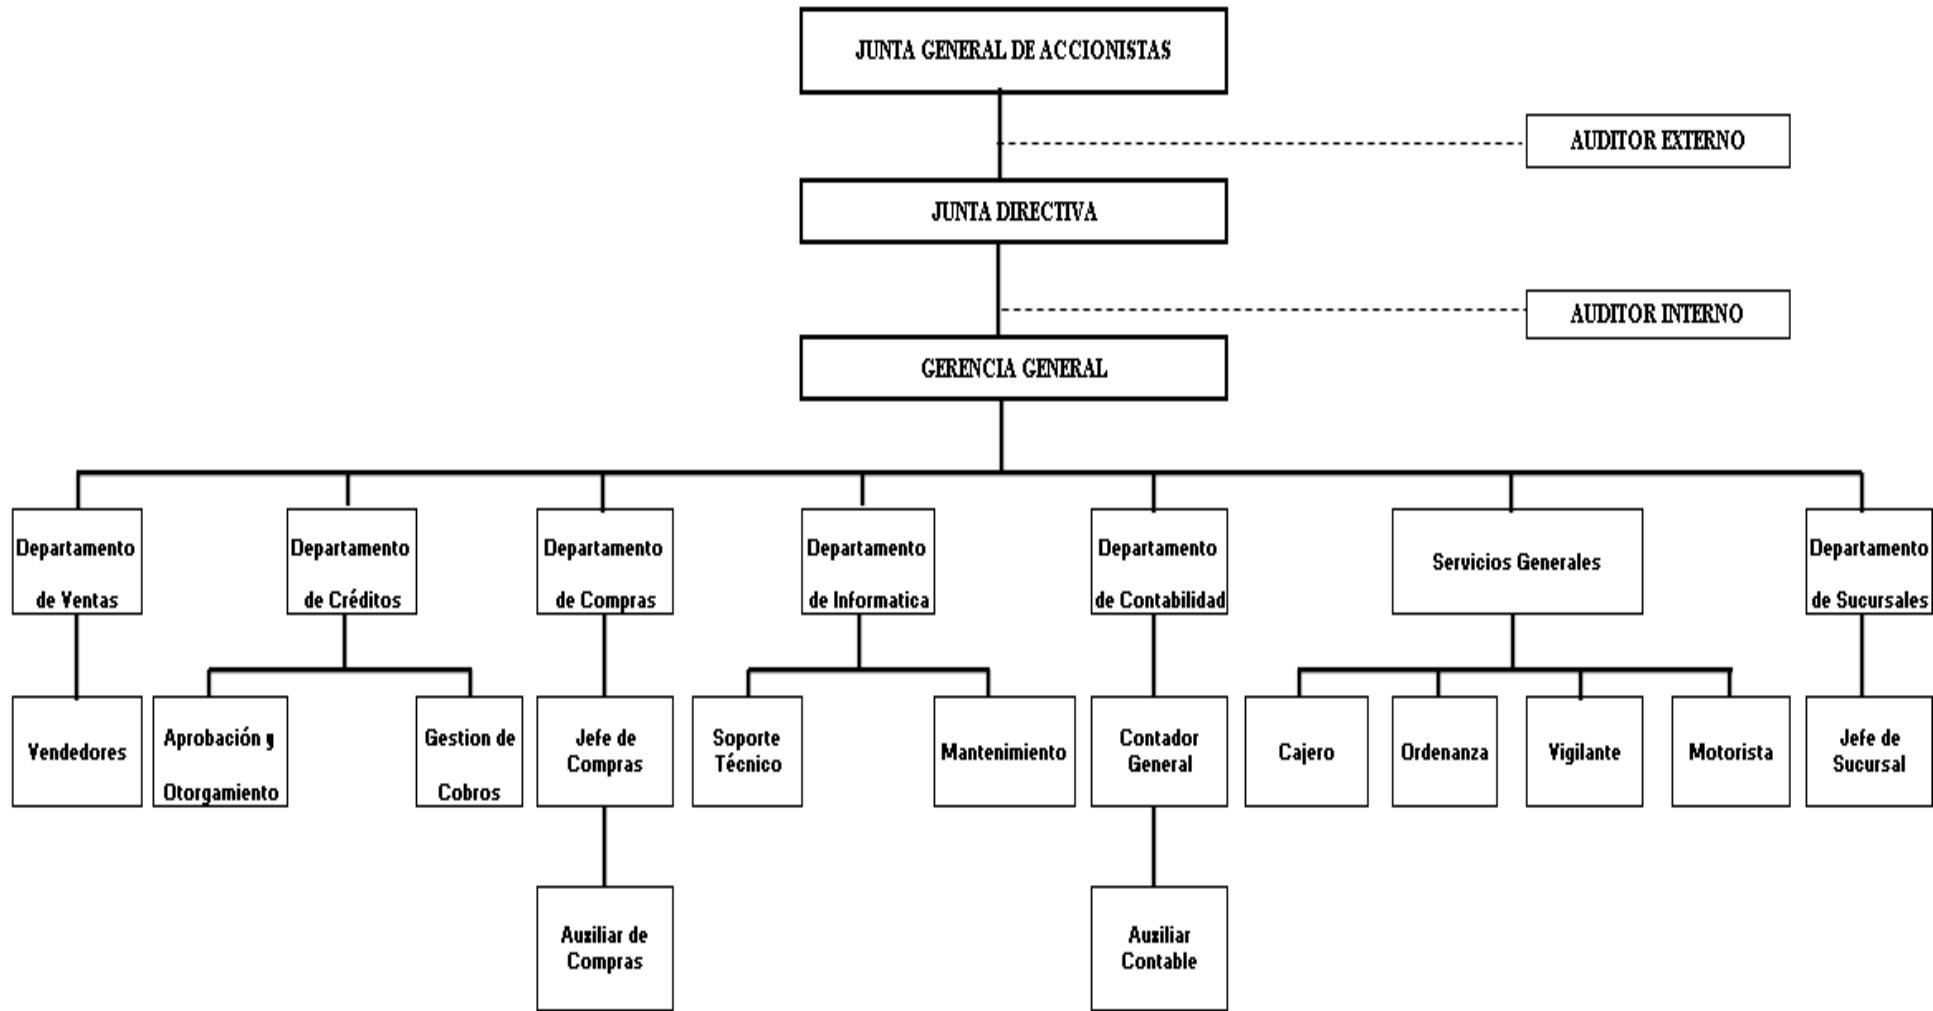 JUNTA GENERAL DE ACCIONISTAS
AUDITOR EXTERNO
JUNTA DIRECTIVA
AUDITOR INTERNO
GERENCIA GENERAL
Departamento
de Ventas
Departamento
de Créditos
Departamento
de Compras
Departamento
de Informatica
Departamento
de Contabilidad
Servicios Generales
Departamento
de Sucursales
Vendedores
Aprobación y
Otorgamiento
Gestion de
Cobros
Jefe de
Compras
Soporte
Técnico
Mantenimiento
Contador
General
Cajero
Ordenanza
Vigilante
Motorista
Jefe de
Sucursal
Auxiliar de
Compras
Auxiliar
Contable